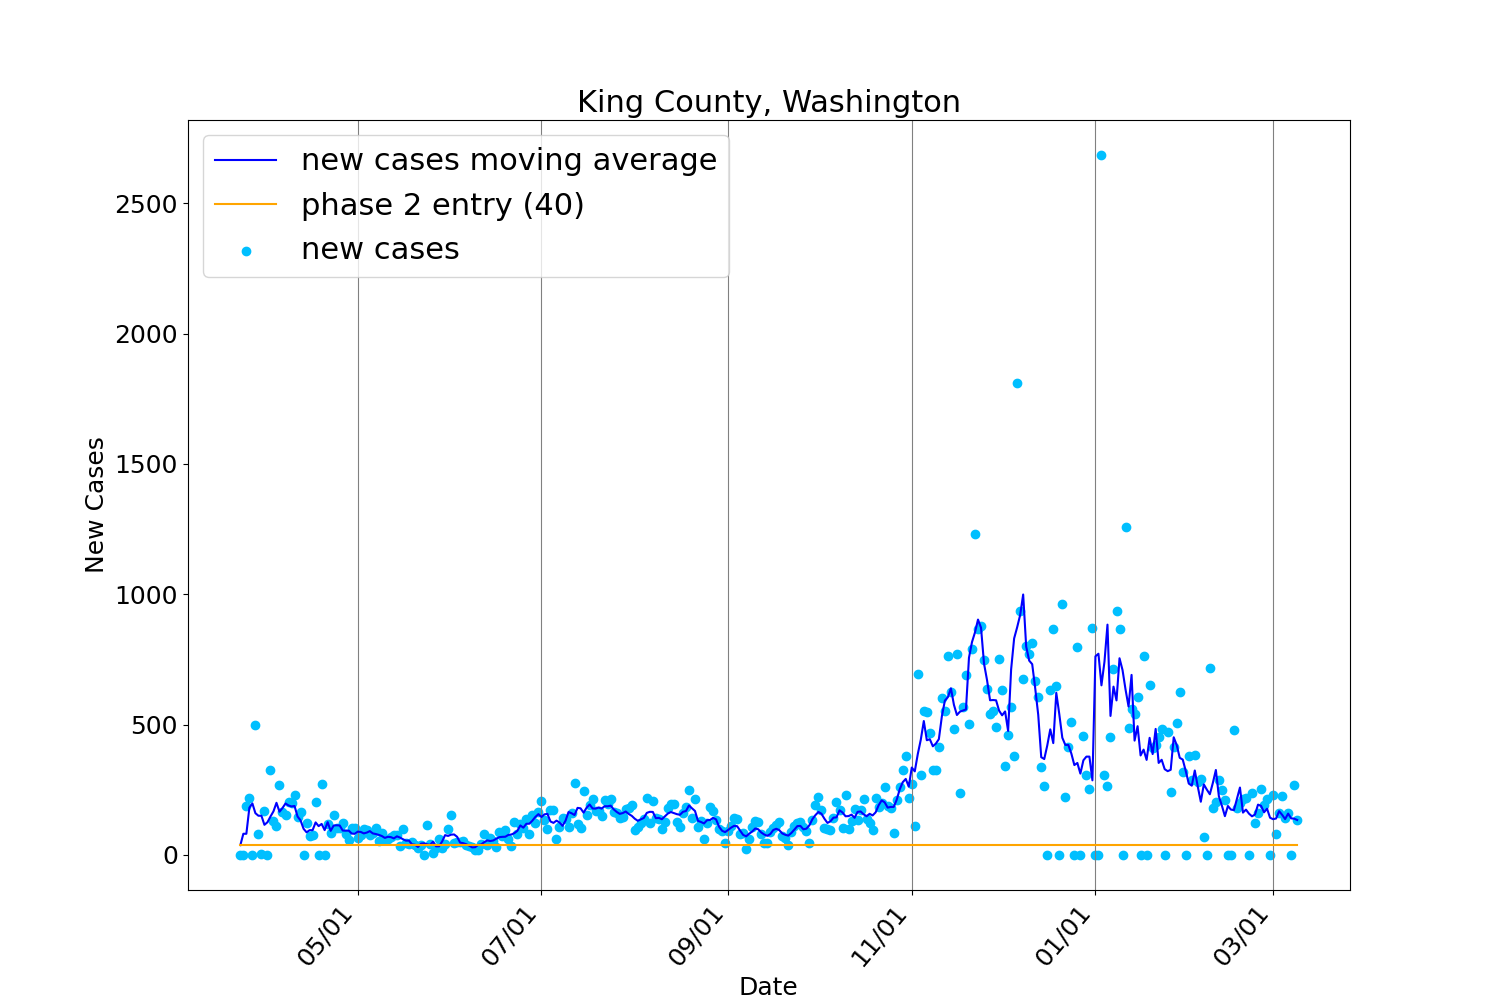 King County, Washington
new cases moving average
phase 2 entry (40)
new cases
2500
2000
1500
1000
500
0
New Cases
05/01
07/01
09/01
11/01
01/01
03/01
Date